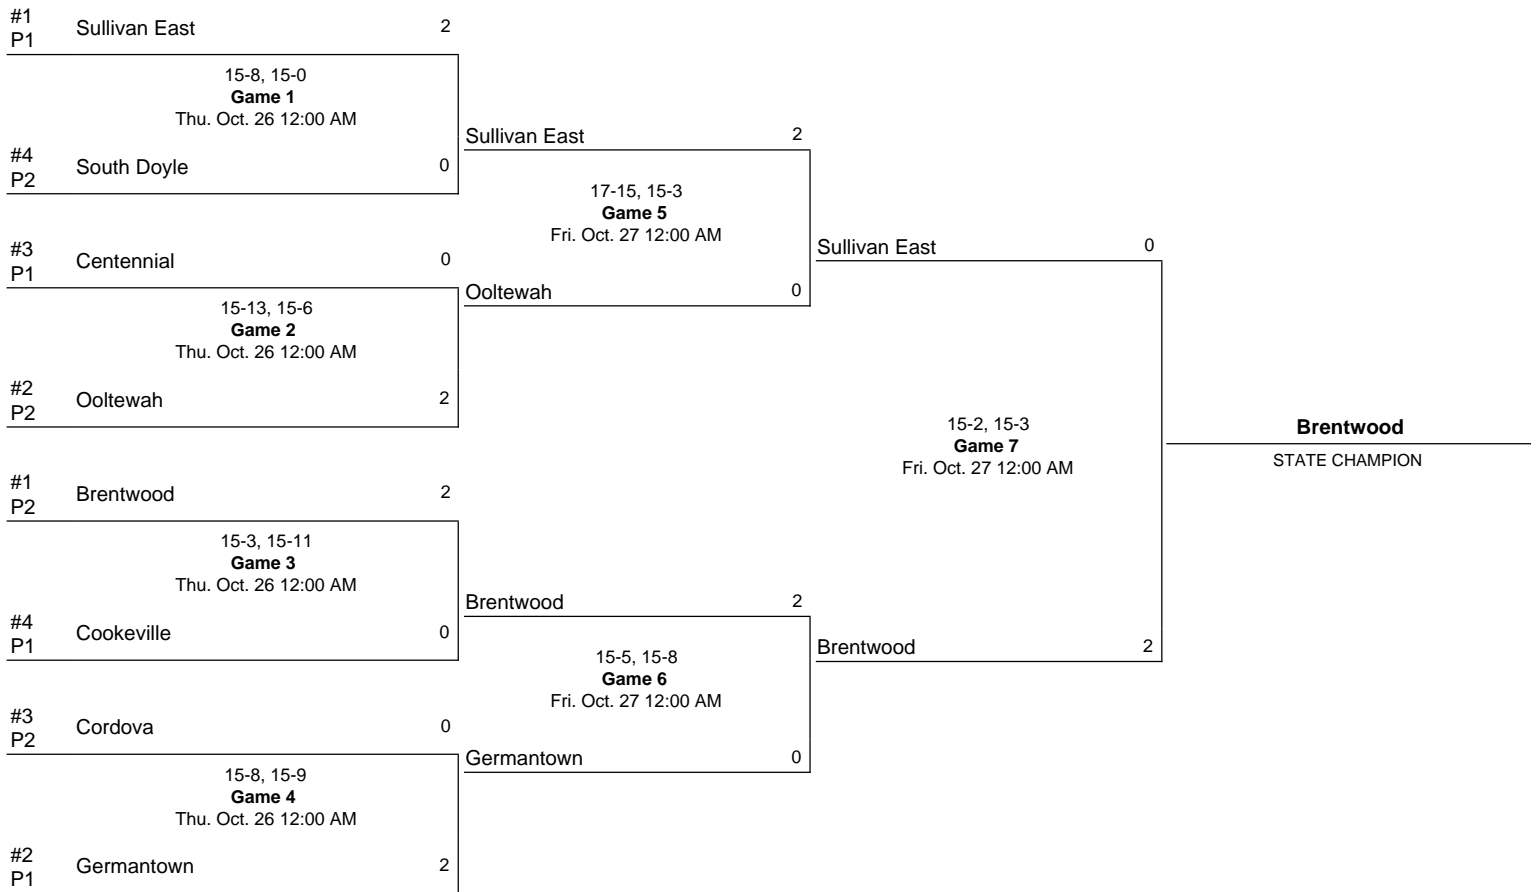 #1
P1
Sullivan East 2
15-8, 15-0
Game 1
Thu. Oct. 26 12:00 AM
#4
P2
South Doyle 0
Sullivan East 2
17-15, 15-3
Game 5
Fri. Oct. 27 12:00 AM
Ooltewah 0
#3
P1
Centennial 0
15-13, 15-6
Game 2
Thu. Oct. 26 12:00 AM
#2
P2
Ooltewah 2
Sullivan East 0
15-2, 15-3
Game 7
Fri. Oct. 27 12:00 AM
Brentwood 2
Brentwood
STATE CHAMPION
#1
P2
Brentwood 2
15-3, 15-11
Game 3
Thu. Oct. 26 12:00 AM
#4
P1
Cookeville 0
Brentwood 2
15-5, 15-8
Game 6
Fri. Oct. 27 12:00 AM
Germantown 0
#3
P2
Cordova 0
15-8, 15-9
Game 4
Thu. Oct. 26 12:00 AM
#2
P1
Germantown 2